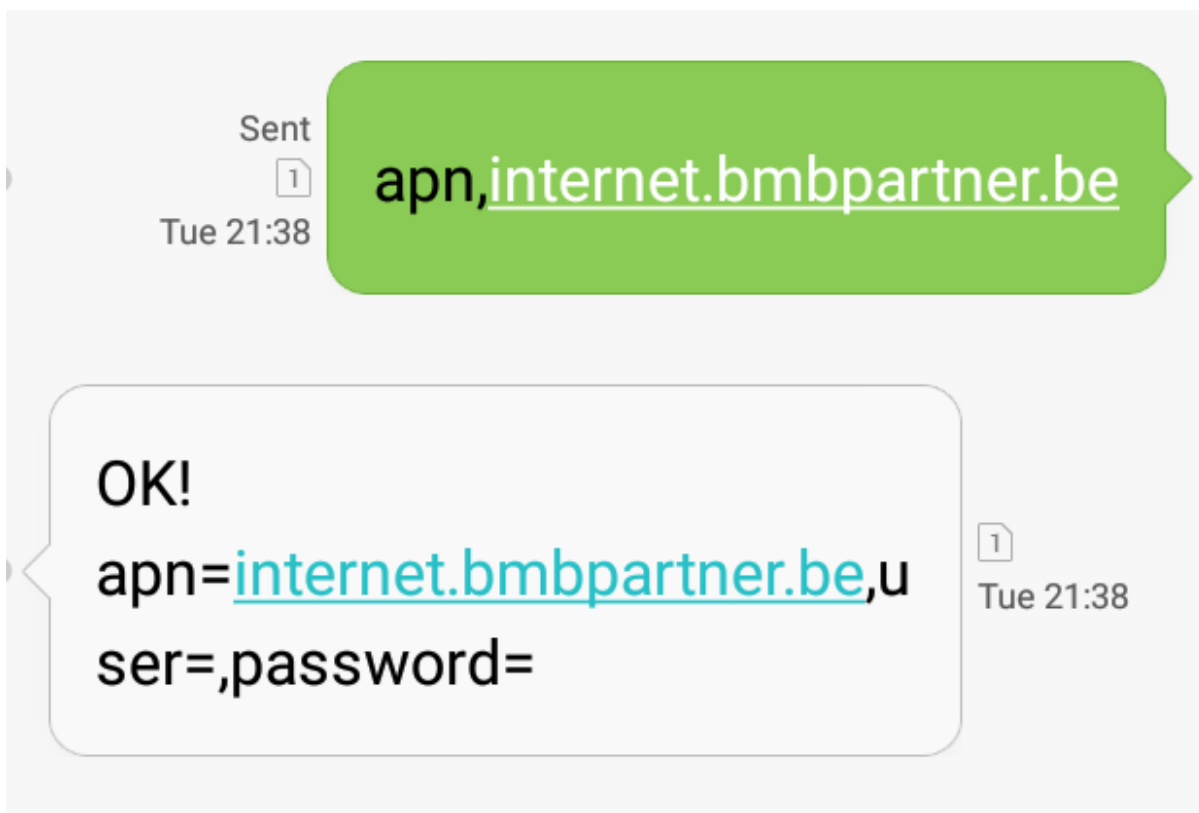 Sent
1
Tue 21:38
apn,internet.bmbpartner.be
OK!
apn=internet.bmbpartner.be,u
ser=,password=
1
Tue 21:38